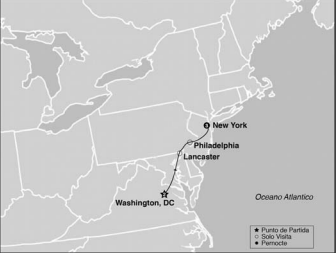 New York
Philadelphia
Lancaster
Washington, DC
Oceano Atlantico
Punto de Partida
Solo Visita
Pernocte